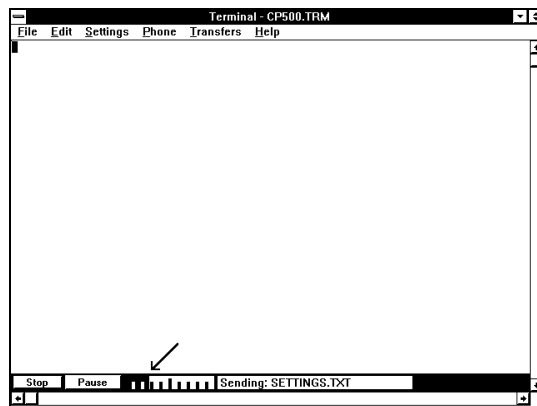 Terminal - CP500.TRM
File Edit Settings Phone Transfers Help
Stop Pause Sending: SETTINGS.TXT